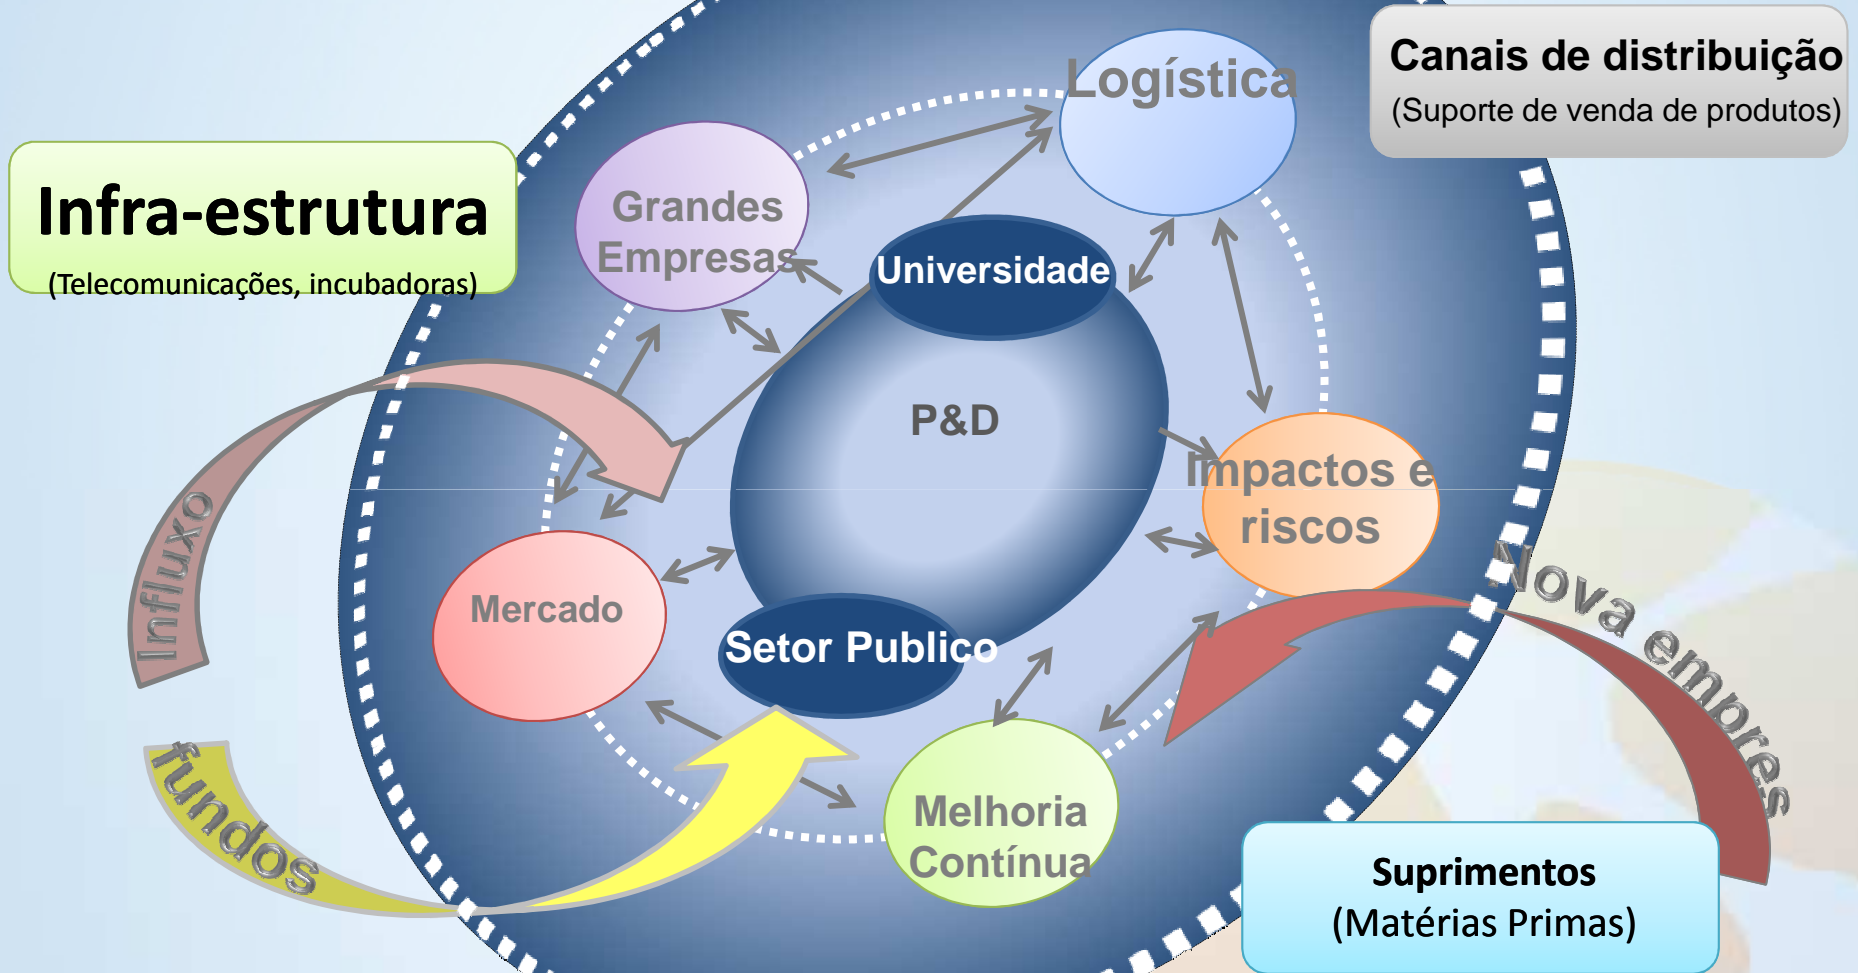 Canais de distribuição
(Suporte de venda de produtos)
Logística
Infra-estrutura
(Telecomunicações, incubadoras)
Grandes
Empresas
Universidade
P&D
Impactos e
riscos
Influxo
Nova empres
Mercado
Setor Publico
fundos
Melhoria
Contínua
Suprimentos
(Matérias Primas)